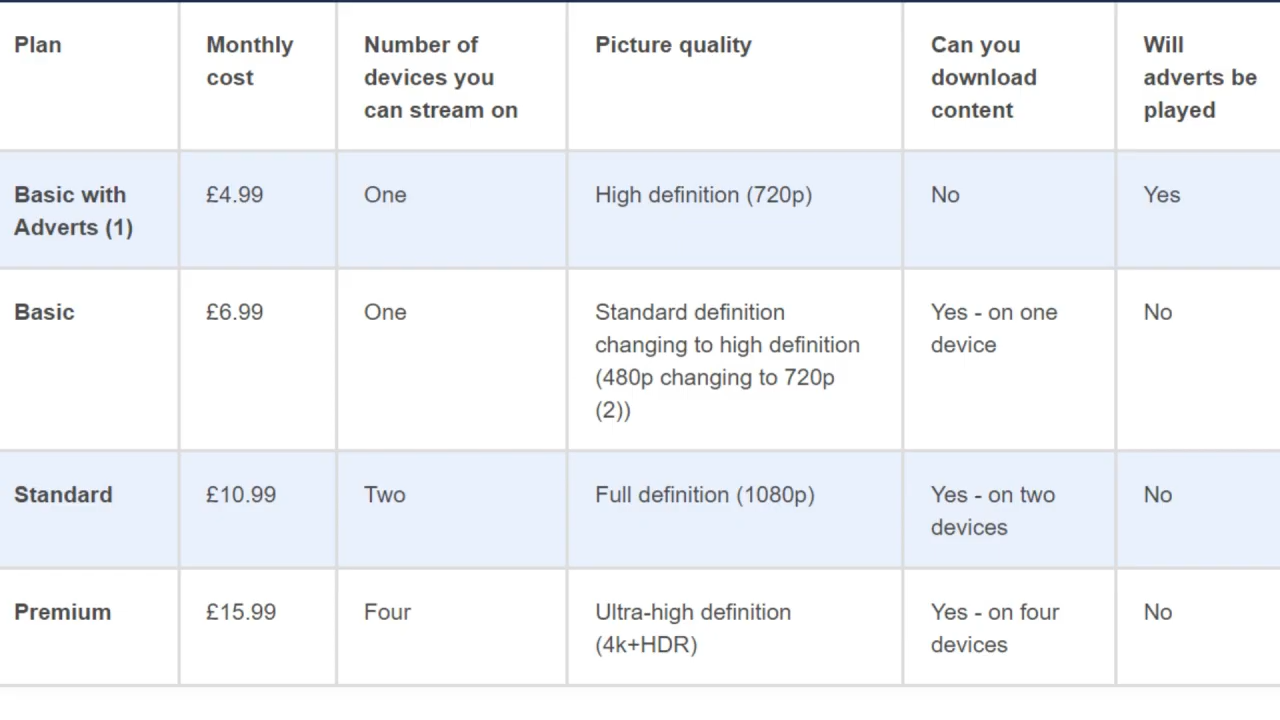 Plan
Monthly
cost
Number of
devices you
can stream on
Picture quality
Can you
download
content
Will
adverts be
played
Basic with
Adverts (1)
£4.99
One
High definition (720p)
No
Yes
Basic
£6.99
One
Standard definition
changing to high definition
(480p changing to 720p
(2))
Yes - on one
device
No
Standard
£10.99
Two
Full definition (1080p)
Yes - on two
devices
No
Premium
£15.99
Four
Ultra-high definition
(4k+HDR)
Yes - on four
devices
No